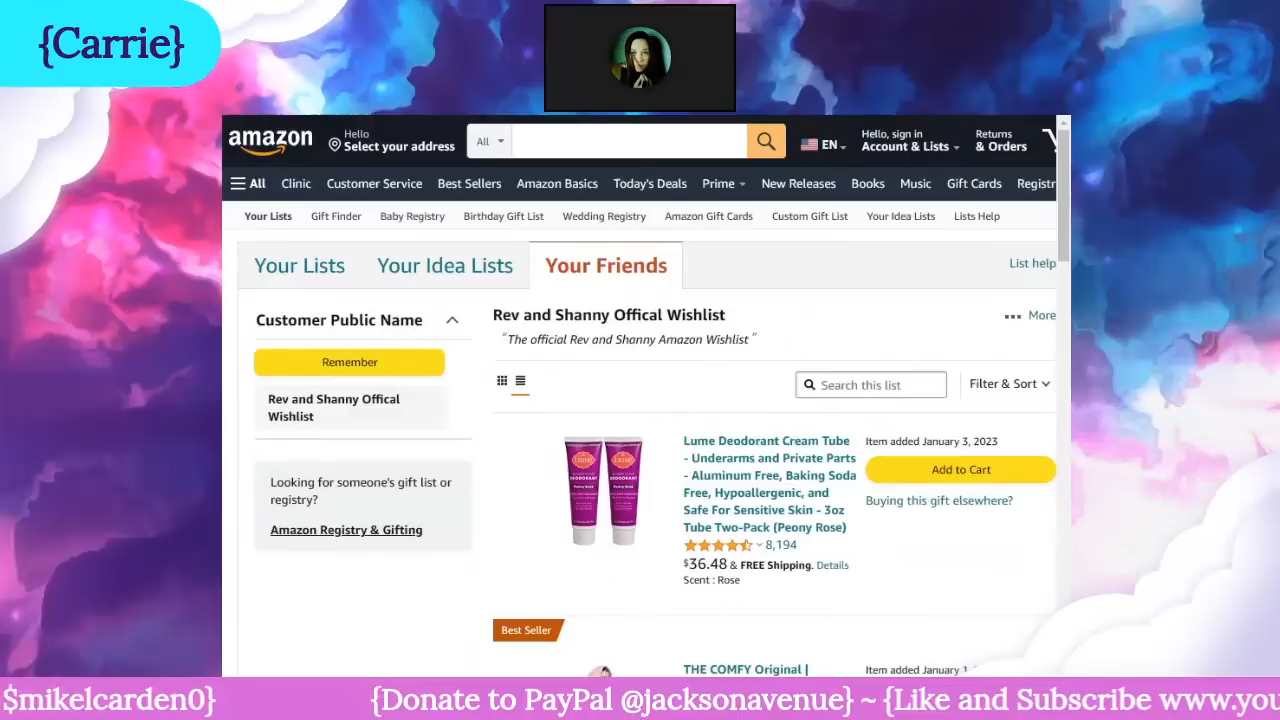 {Carrie}
amazon
Hello
Select your address
All
EN
Hello, sign in
Account & Lists
Returns
& Orders
All
Clinic
Customer Service
Best Sellers
Amazon Basics
Today's Deals
Prime
New Releases
Books
Music
Gift Cards
Registr
Your Lists
Gift Finder
Baby Registry
Birthday Gift List
Wedding Registry
Amazon Gift Cards
Custom Gift List
Your Idea Lists
Lists Help
Your Lists
Your Idea Lists
Your Friends
List help
Customer Public Name
Remember
Rev and Shanny Offical
Wishlist
Looking for someone's gift list or
registry?
Amazon Registry & Gifting
Rev and Shanny Offical Wishlist
"The official Rev and Shanny Amazon Wishlist"
More
Search this list
Filter & Sort
Lume Deodorant Cream Tube
- Underarms and Private Parts
- Aluminum Free, Baking Soda
Free, Hypoallergenic, and
Safe For Sensitive Skin - 3oz
Tube Two-Pack (Peony Rose)
8,194
$36.48 & FREE Shipping. Details
Scent : Rose
Item added January 3, 2023
Add to Cart
Buying this gift elsewhere?
Best Seller
THE COMFY Original |
Item added January
$mikelcarden0}
{Donate to PayPal @jacksonavenue} ~ {Like and Subscribe www.you